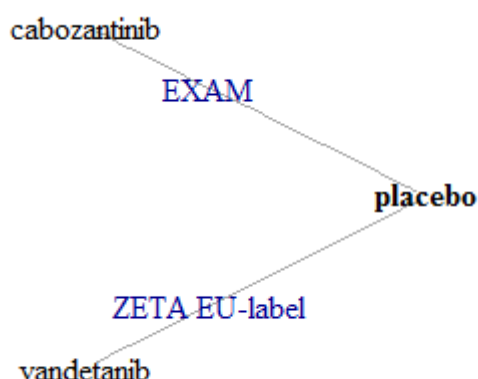 cabozantinib
EXAM
placebo
ZETA EU-label
vandetanib